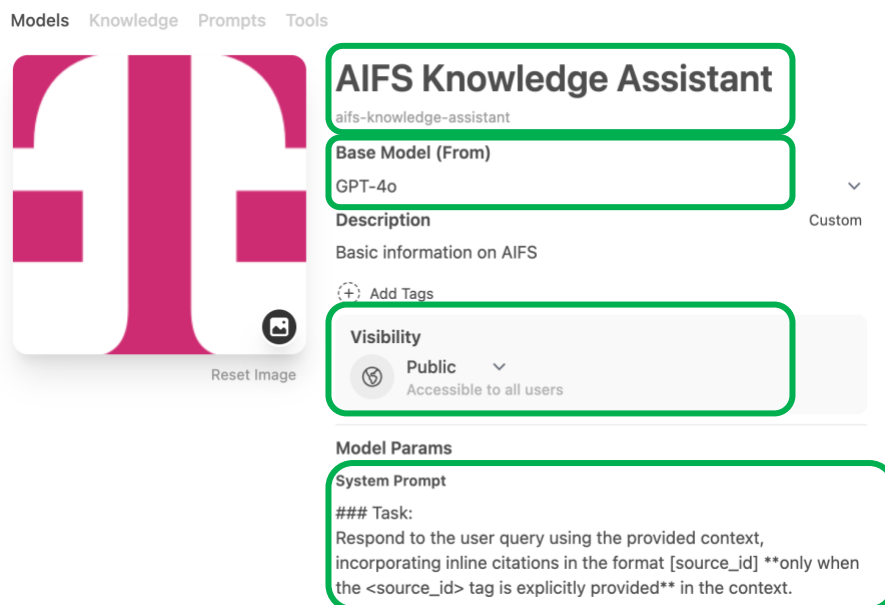 Models Knowledge Prompts Tools
AIFS Knowledge Assistant
aifs-knowledge-assistant
Base Model (From)
GPT-4o
Description Custom
Basic information on AIFS
Add Tags
Visibility
Public
Accessible to all users
Reset Image
Model Params
System Prompt
### Task:
Respond to the user query using the provided context,
incorporating inline citations in the format [source_id] **only when
the <source_id> tag is explicitly provided** in the context.